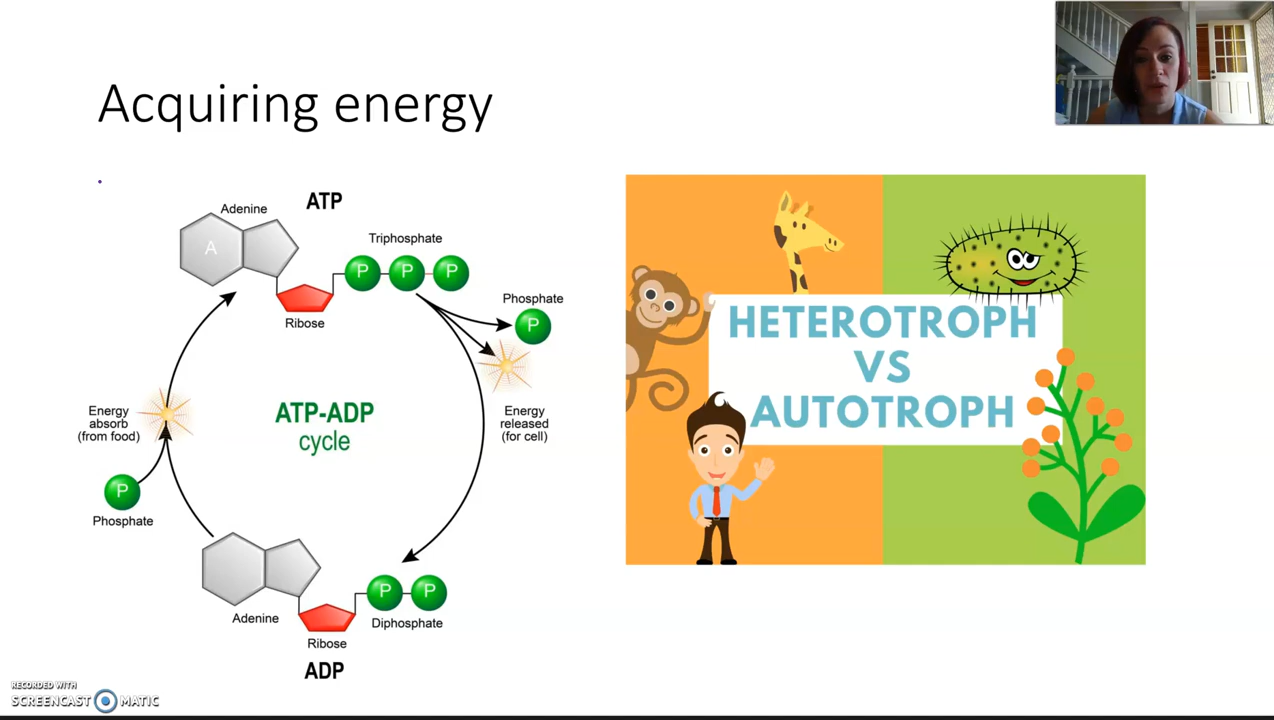 Acquiring energy
ATP
Adenine
A
Triphosphate
P P P
Ribose
Phosphate
P
Energy
absorb
(from food)
ATP-ADP
cycle
Energy
released
(for cell)
P
Phosphate
P P
Adenine
Diphosphate
Ribose
ADP
HETEROTROPH
VS
AUTOTROPH
RECORDED WITH
SCREENCAST MATIC